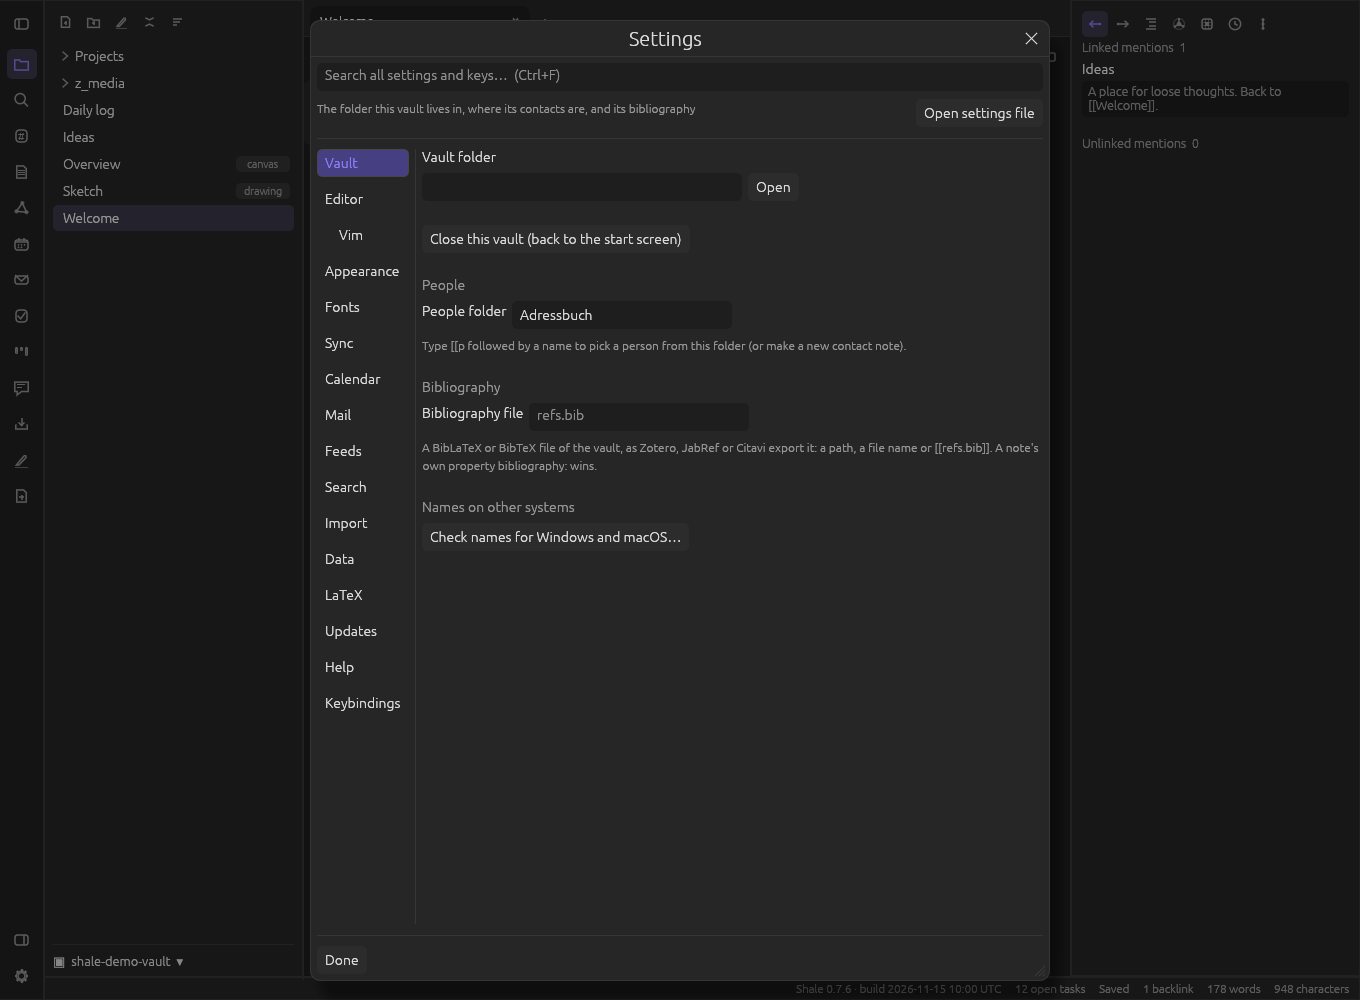 Projects
z_media
Daily log
Ideas
Overview canvas
Sketch drawing
Welcome
shale-demo-vault ▼
Welcome
Settings
Search all settings and keys… (Ctrl+F)
The folder this vault lives in, where its contacts are, and its bibliography
Open settings file
Vault
Editor
Vim
Appearance
Fonts
Sync
Calendar
Mail
Feeds
Search
Import
Data
LaTeX
Updates
Help
Keybindings
Vault folder
Open
Close this vault (back to the start screen)
People
People folder Adressbuch
Type [[p followed by a name to pick a person from this folder (or make a new contact note).
Bibliography
Bibliography file refs.bib
A BibLaTeX or BibTeX file of the vault, as Zotero, JabRef or Citavi export it: a path, a file name or [[refs.bib]]. A note's
own property bibliography: wins.
Names on other systems
Check names for Windows and macOS…
Done
Linked mentions 1
Ideas
A place for loose thoughts. Back to
[[Welcome]].
Unlinked mentions 0
Shale 0.7.6 · build 2026-11-15 10:00 UTC 12 open tasks Saved 1 backlink 178 words 948 characters